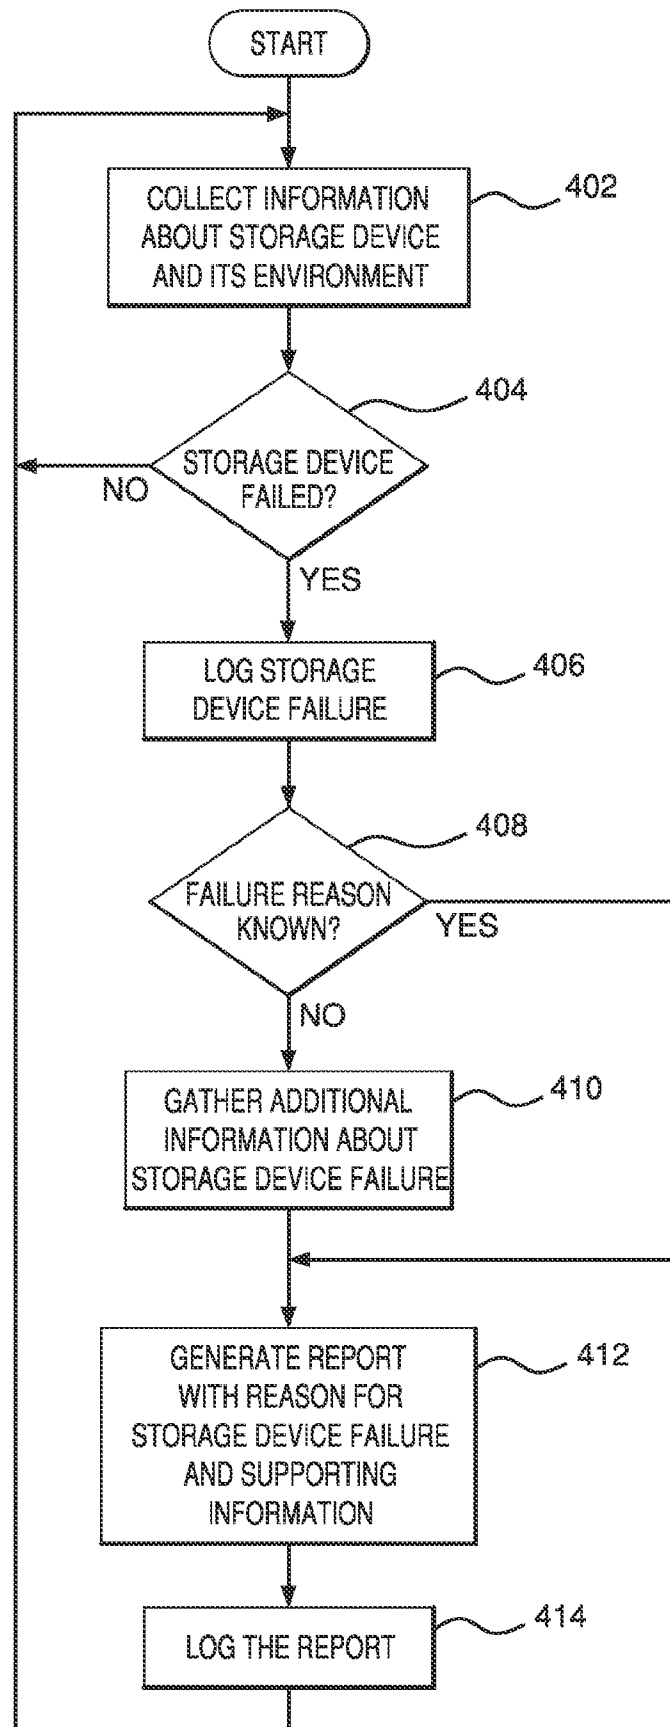 START
COLLECT INFORMATION
ABOUT STORAGE DEVICE
AND ITS ENVIRONMENT
402
STORAGE DEVICE
FAILED?
404
NO
YES
LOG STORAGE
DEVICE FAILURE
406
FAILURE REASON
KNOWN?
408
YES
NO
GATHER ADDITIONAL
INFORMATION ABOUT
STORAGE DEVICE FAILURE
410
GENERATE REPORT
WITH REASON FOR
STORAGE DEVICE FAILURE
AND SUPPORTING
INFORMATION
412
LOG THE REPORT
414